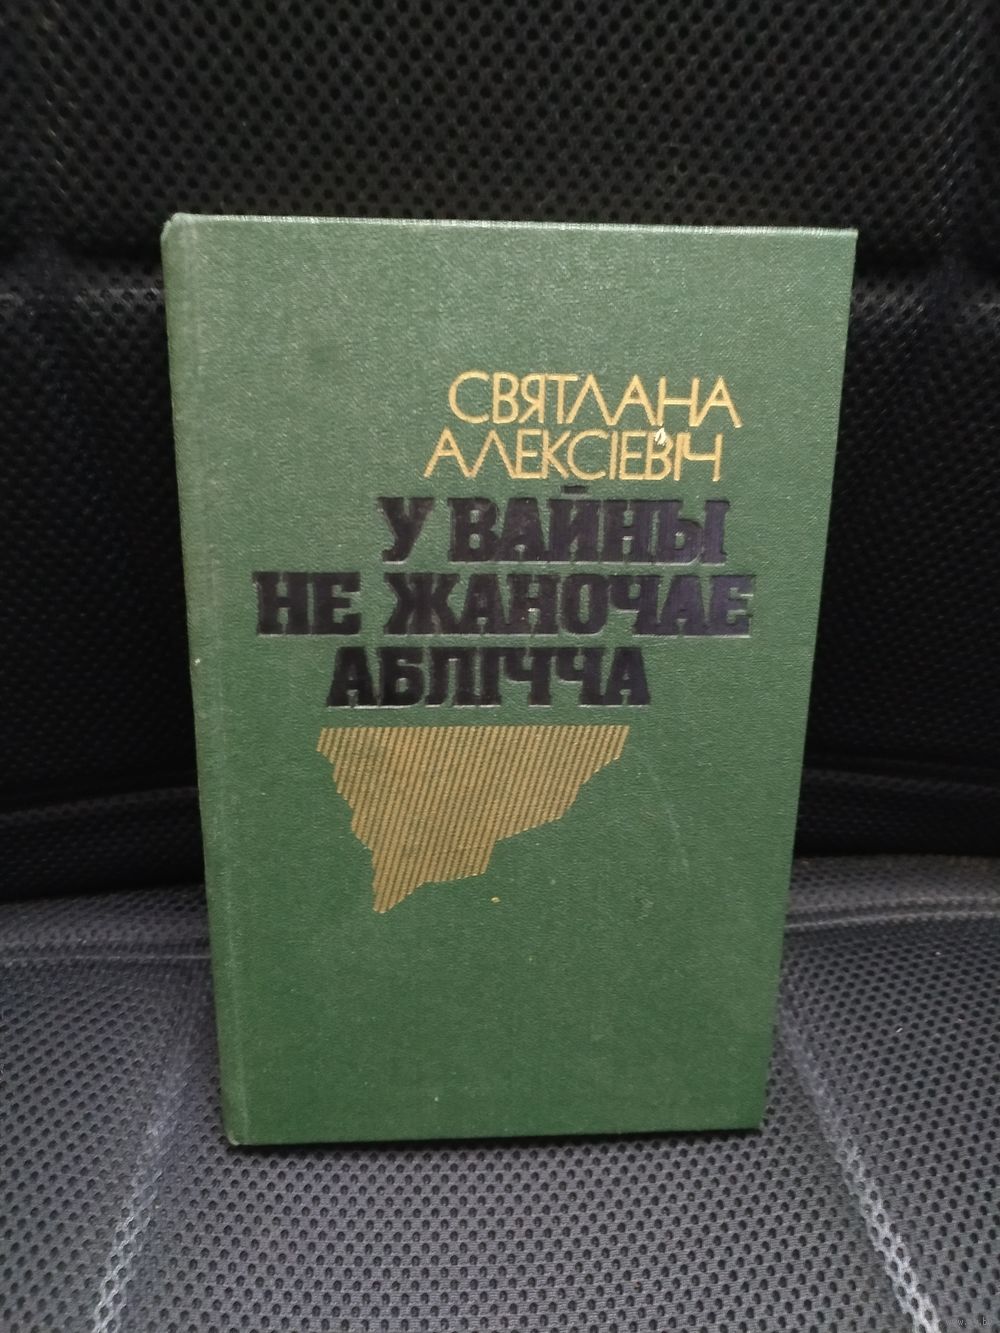 СВЯТЛАНА
АЛЕКСІЕВІЧ
У ВАЙНЫ
НЕ ЖАНОЧАЕ
АБЛІЧЧА